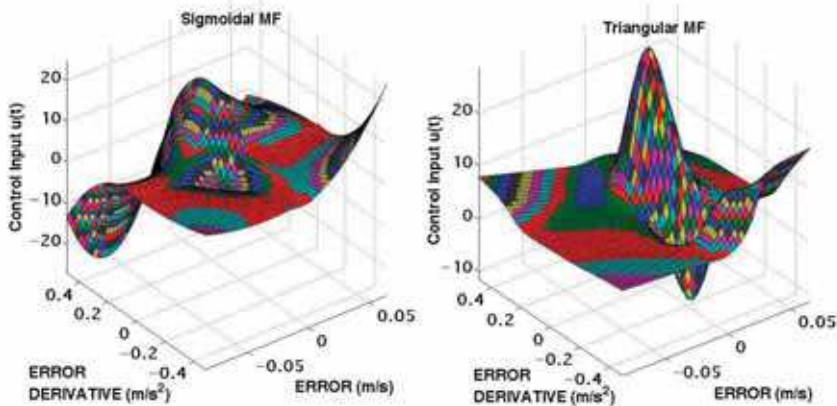 Sigmoidal MF
Control Input u(t)
20
10
0
−10
−20
0.4
0.2
0
−0.2
−0.4
ERROR
DERIVATIVE (m/s²)
−0.05
0
0.05
ERROR (m/s)
Triangular MF
Control Input u(t)
20
10
0
−10
0.4
0.2
0
−0.2
−0.4
ERROR
DERIVATIVE (m/s²)
−0.05
0
0.05
ERROR (m/s)